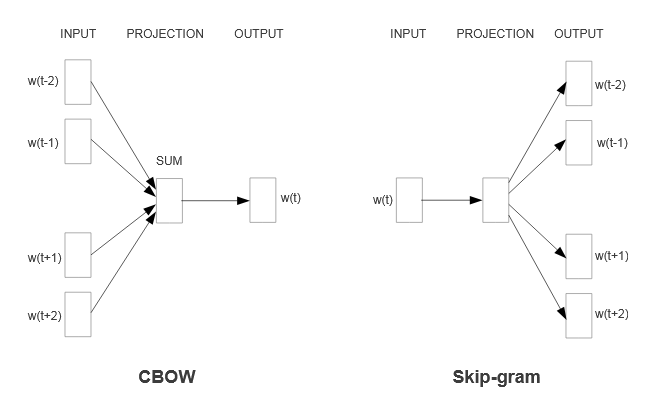 INPUT PROJECTION OUTPUT
w(t-2)
w(t-1)
SUM
w(t)
w(t+1)
w(t+2)
CBOW
INPUT PROJECTION OUTPUT
w(t-2)
w(t-1)
w(t)
w(t+1)
w(t+2)
Skip-gram